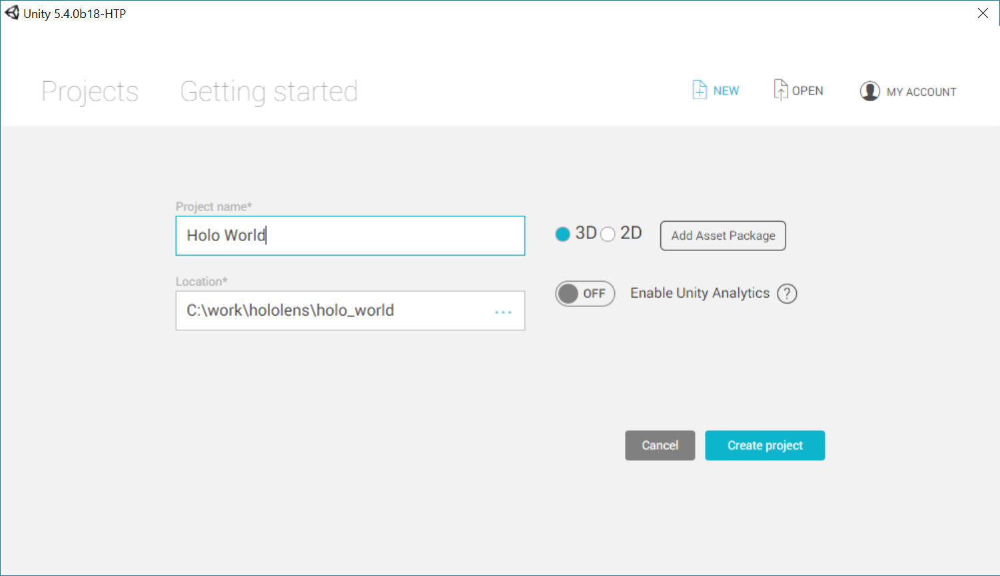 Unity 5.4.0b18-HTP
Projects Getting started NEW OPEN MY ACCOUNT
Project name*
Holo World
3D 2D Add Asset Package
Location*
C:\work\hololens\holo_world ...
OFF Enable Unity Analytics ?
Cancel Create project